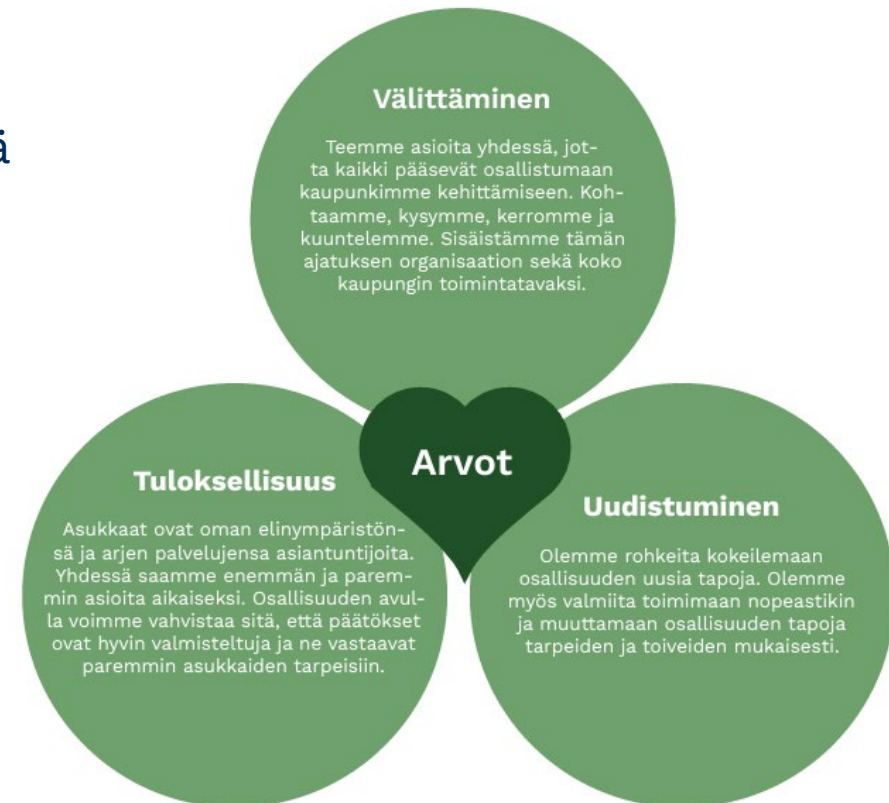 ä
Välittäminen
Teemme asioita yhdessä, jot-
ta kaikki pääsevät osallistumaan
kaupunkimme kehittämiseen. Koh-
taamme, kysymme, kerromme ja
kuuntelemme. Sisäistämme tämän
ajatuksen organisaation sekä koko
kaupungin toimintatavaksi.
Arvot
Tuloksellisuus
Asukkaat ovat oman elinympäristön-
sä ja arjen palvelujensa asiantuntijoita.
Yhdessä saamme enemmän ja parem-
min asioita aikaiseksi. Osallisuuden avul-
la voimme vahvistaa sitä, että päätökset
ovat hyvin valmisteltuja ja ne vastaavat
paremmin asukkaiden tarpeisiin.
Uudistuminen
Olemme rohkeita kokeilemaan
osallisuuden uusia tapoja. Olemme
myös valmiita toimimaan nopeastikin
ja muuttamaan osallisuuden tapoja
tarpeiden ja toiveiden mukaisesti.